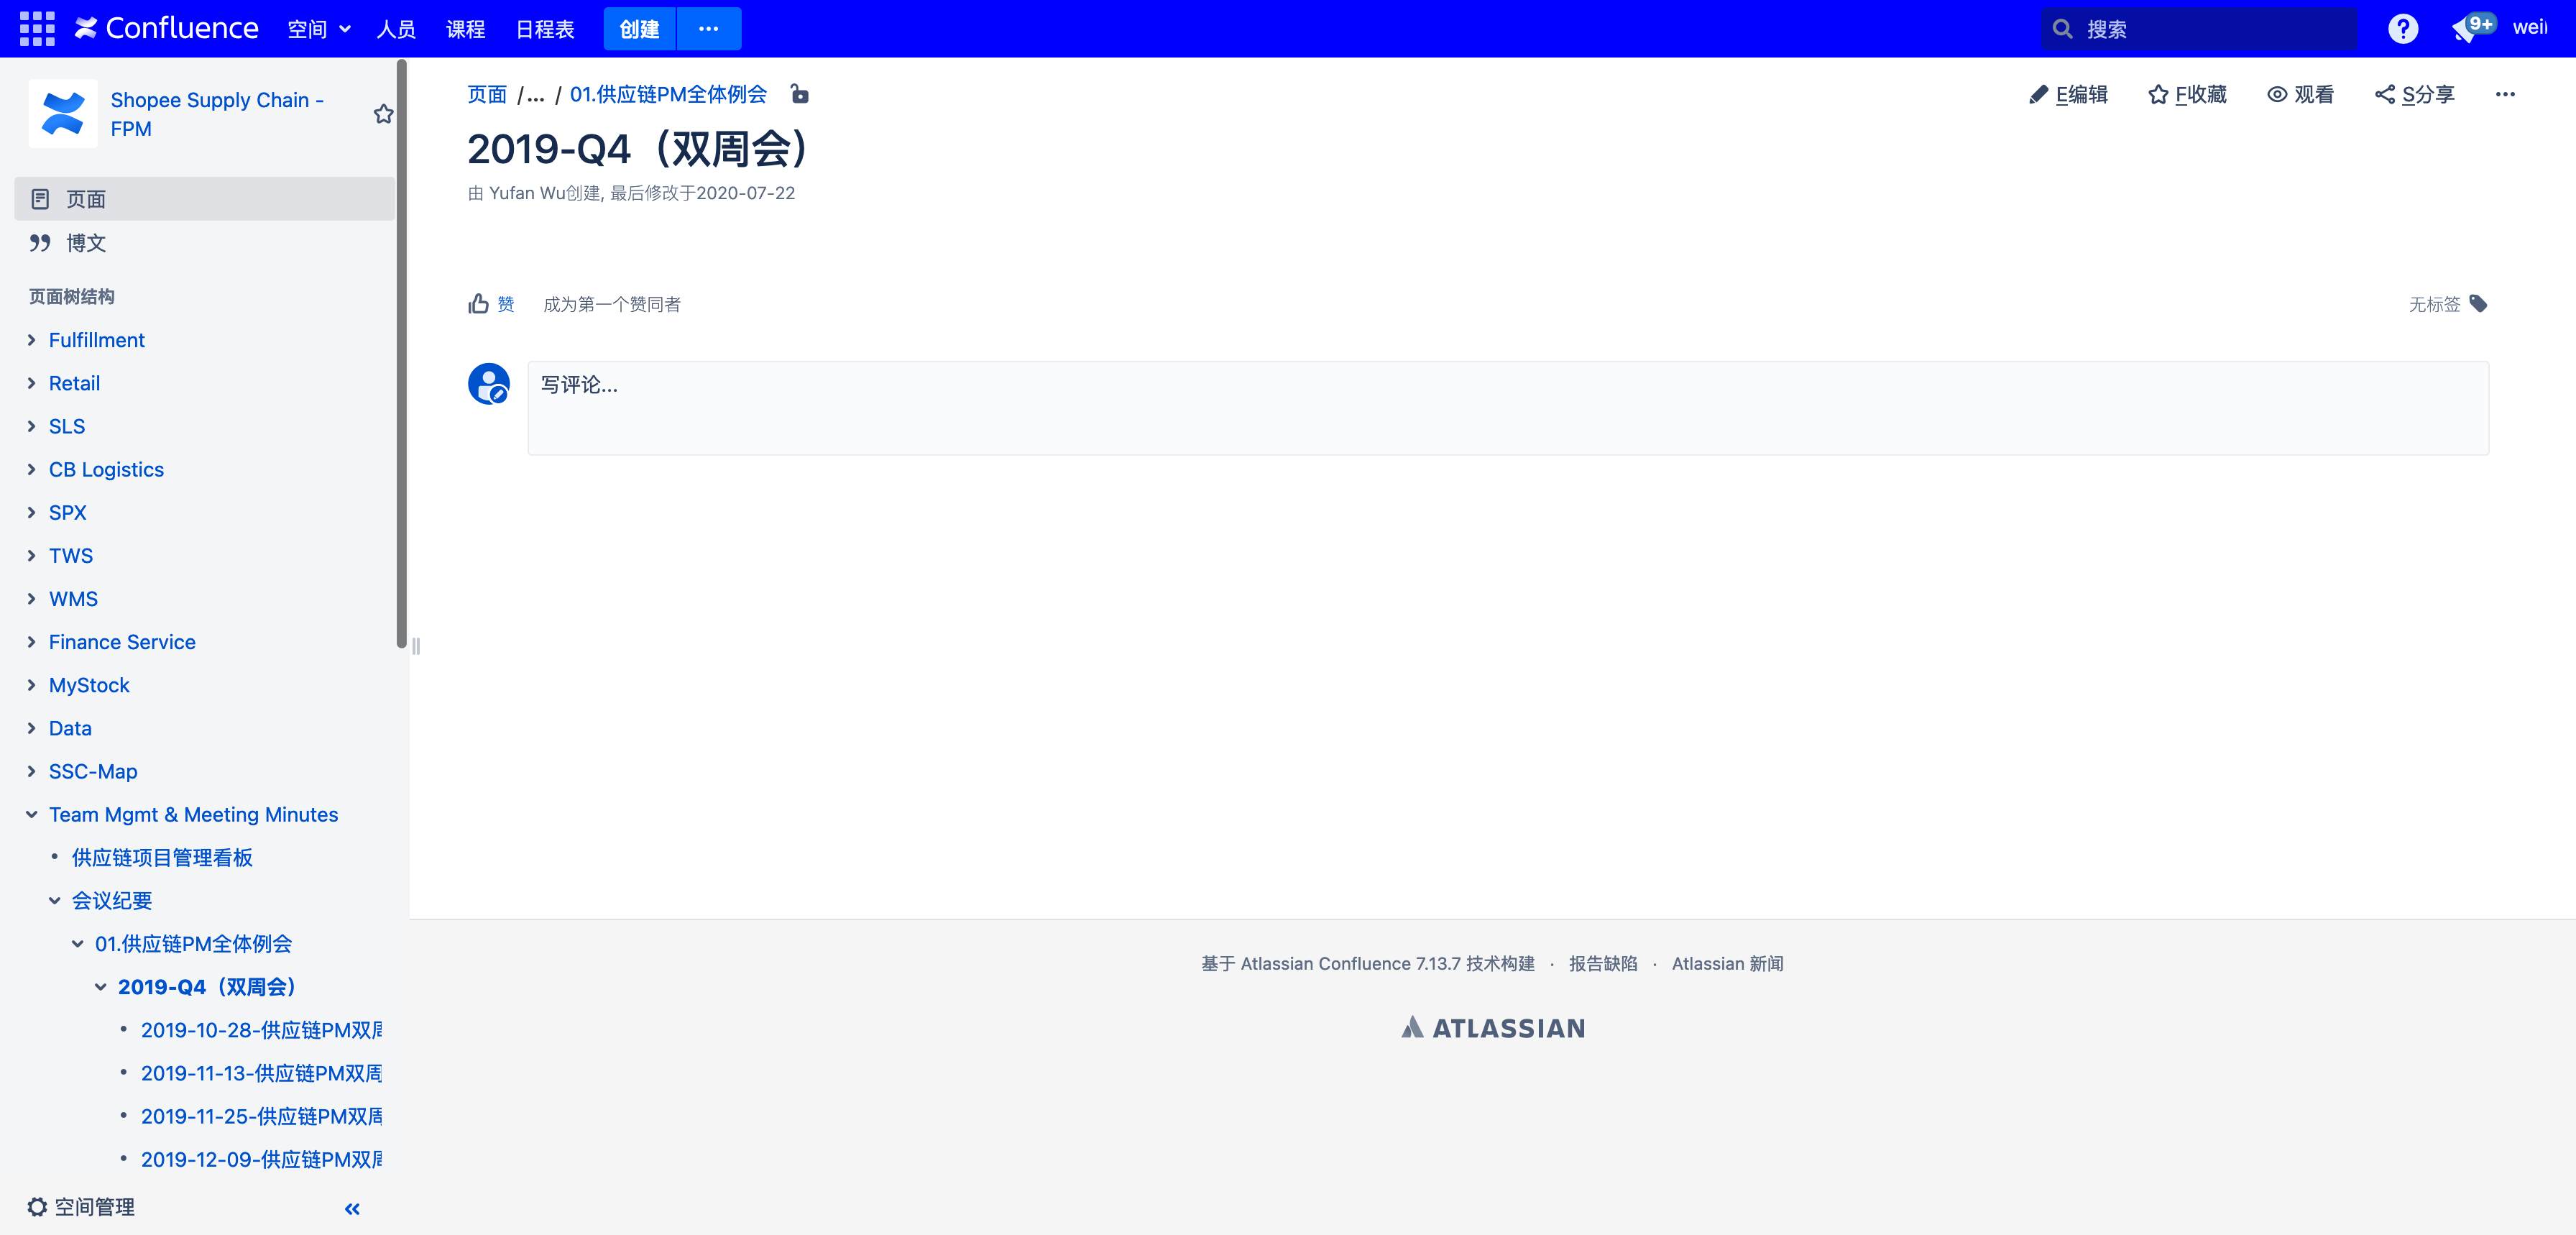 Confluence 空间 人员 课程 日程表 创建 ··· 搜索 ? 9+ weil
Shopee Supply Chain -
FPM
页面
博文
页面树结构
Fulfillment
Retail
SLS
CB Logistics
SPX
TWS
WMS
Finance Service
MyStock
Data
SSC-Map
Team Mgmt & Meeting Minutes
供应链项目管理看板
会议纪要
01.供应链PM全体例会
2019-Q4（双周会）
2019-10-28-供应链PM双周
2019-11-13-供应链PM双周
2019-11-25-供应链PM双周
2019-12-09-供应链PM双周
空间管理
页面 /... / 01.供应链PM全体例会
E编辑 F收藏 观看 S分享 ···
2019-Q4（双周会）
由 Yufan Wu创建, 最后修改于2020-07-22
赞 成为第一个赞同者
无标签
写评论...
基于 Atlassian Confluence 7.13.7 技术构建 · 报告缺陷 · Atlassian 新闻
ATLASSIAN